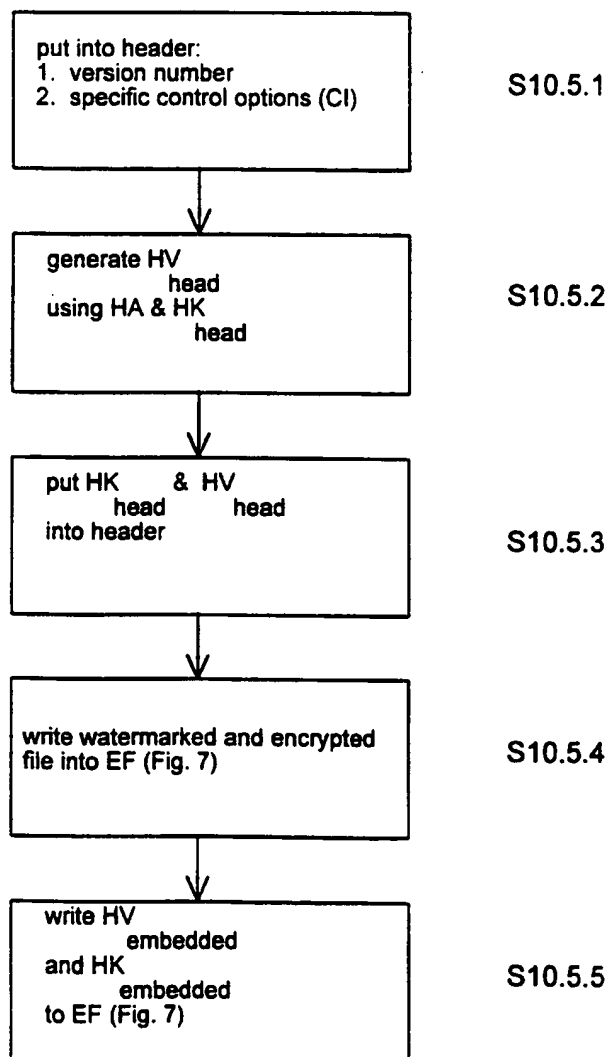 put into header:
1. version number
2. specific control options (CI)
S10.5.1
generate HV
head
using HA & HK
head
S10.5.2
put HK & HV
head head
into header
S10.5.3
write watermarked and encrypted
file into EF (Fig. 7)
S10.5.4
write HV
embedded
and HK
embedded
to EF (Fig. 7)
S10.5.5